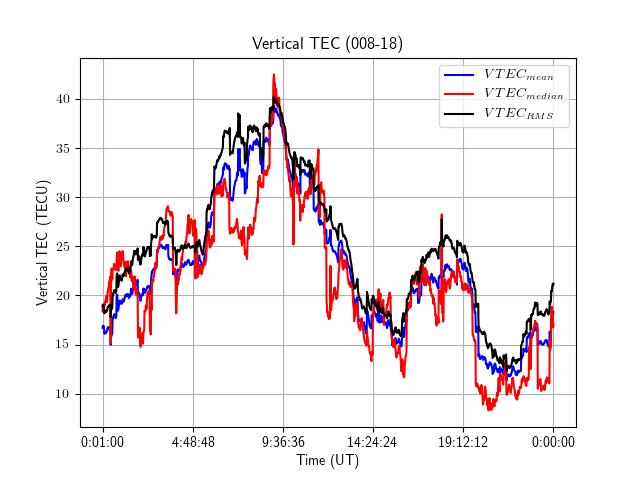 Vertical TEC (008-18)
VTEC_mean
VTEC_median
VTEC_RMS
40
35
30
25
20
15
10
Vertical TEC (TECU)
0:01:00 4:48:48 9:36:36 14:24:24 19:12:12 0:00:00
Time (UT)